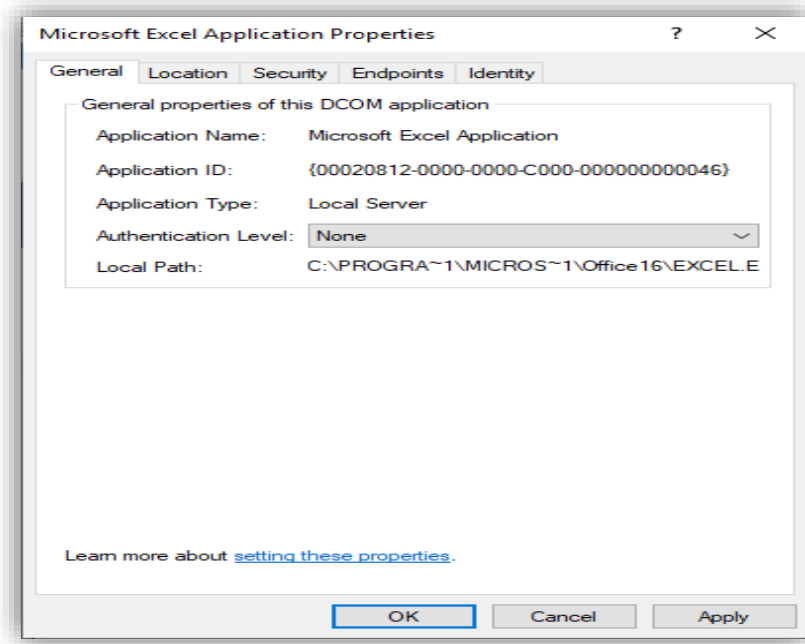 Microsoft Excel Application Properties ?
General Location Security Endpoints Identity
General properties of this DCOM application
Application Name: Microsoft Excel Application
Application ID: {00020812-0000-0000-C000-000000000046}
Application Type: Local Server
Authentication Level: None
Local Path: C:\PROGRA~1\MICROS~1\Office16\EXCEL.E
Learn more about setting these properties.
OK Cancel Apply